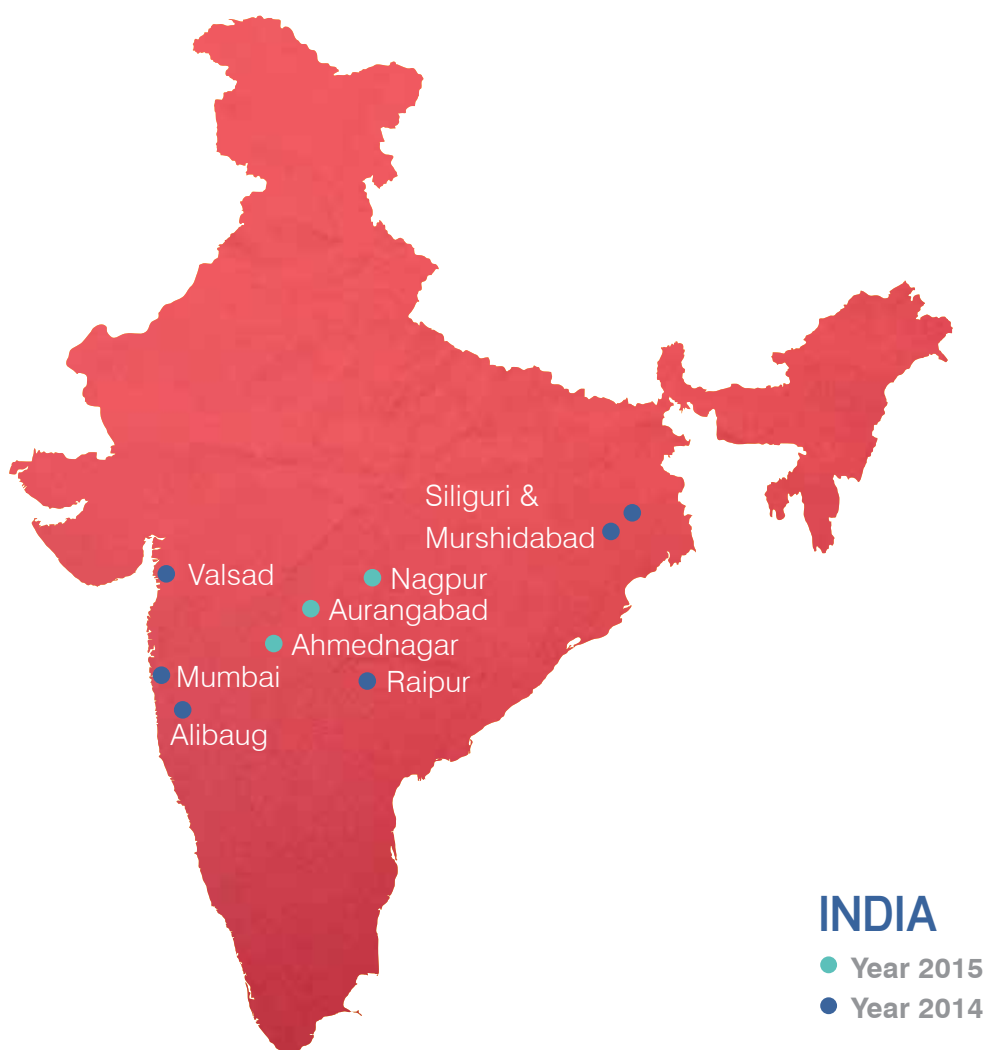 Siliguri &
Murshidabad
Valsad
Nagpur
Aurangabad
Ahmednagar
Mumbai
Raipur
Alibaug
INDIA
Year 2015
Year 2014